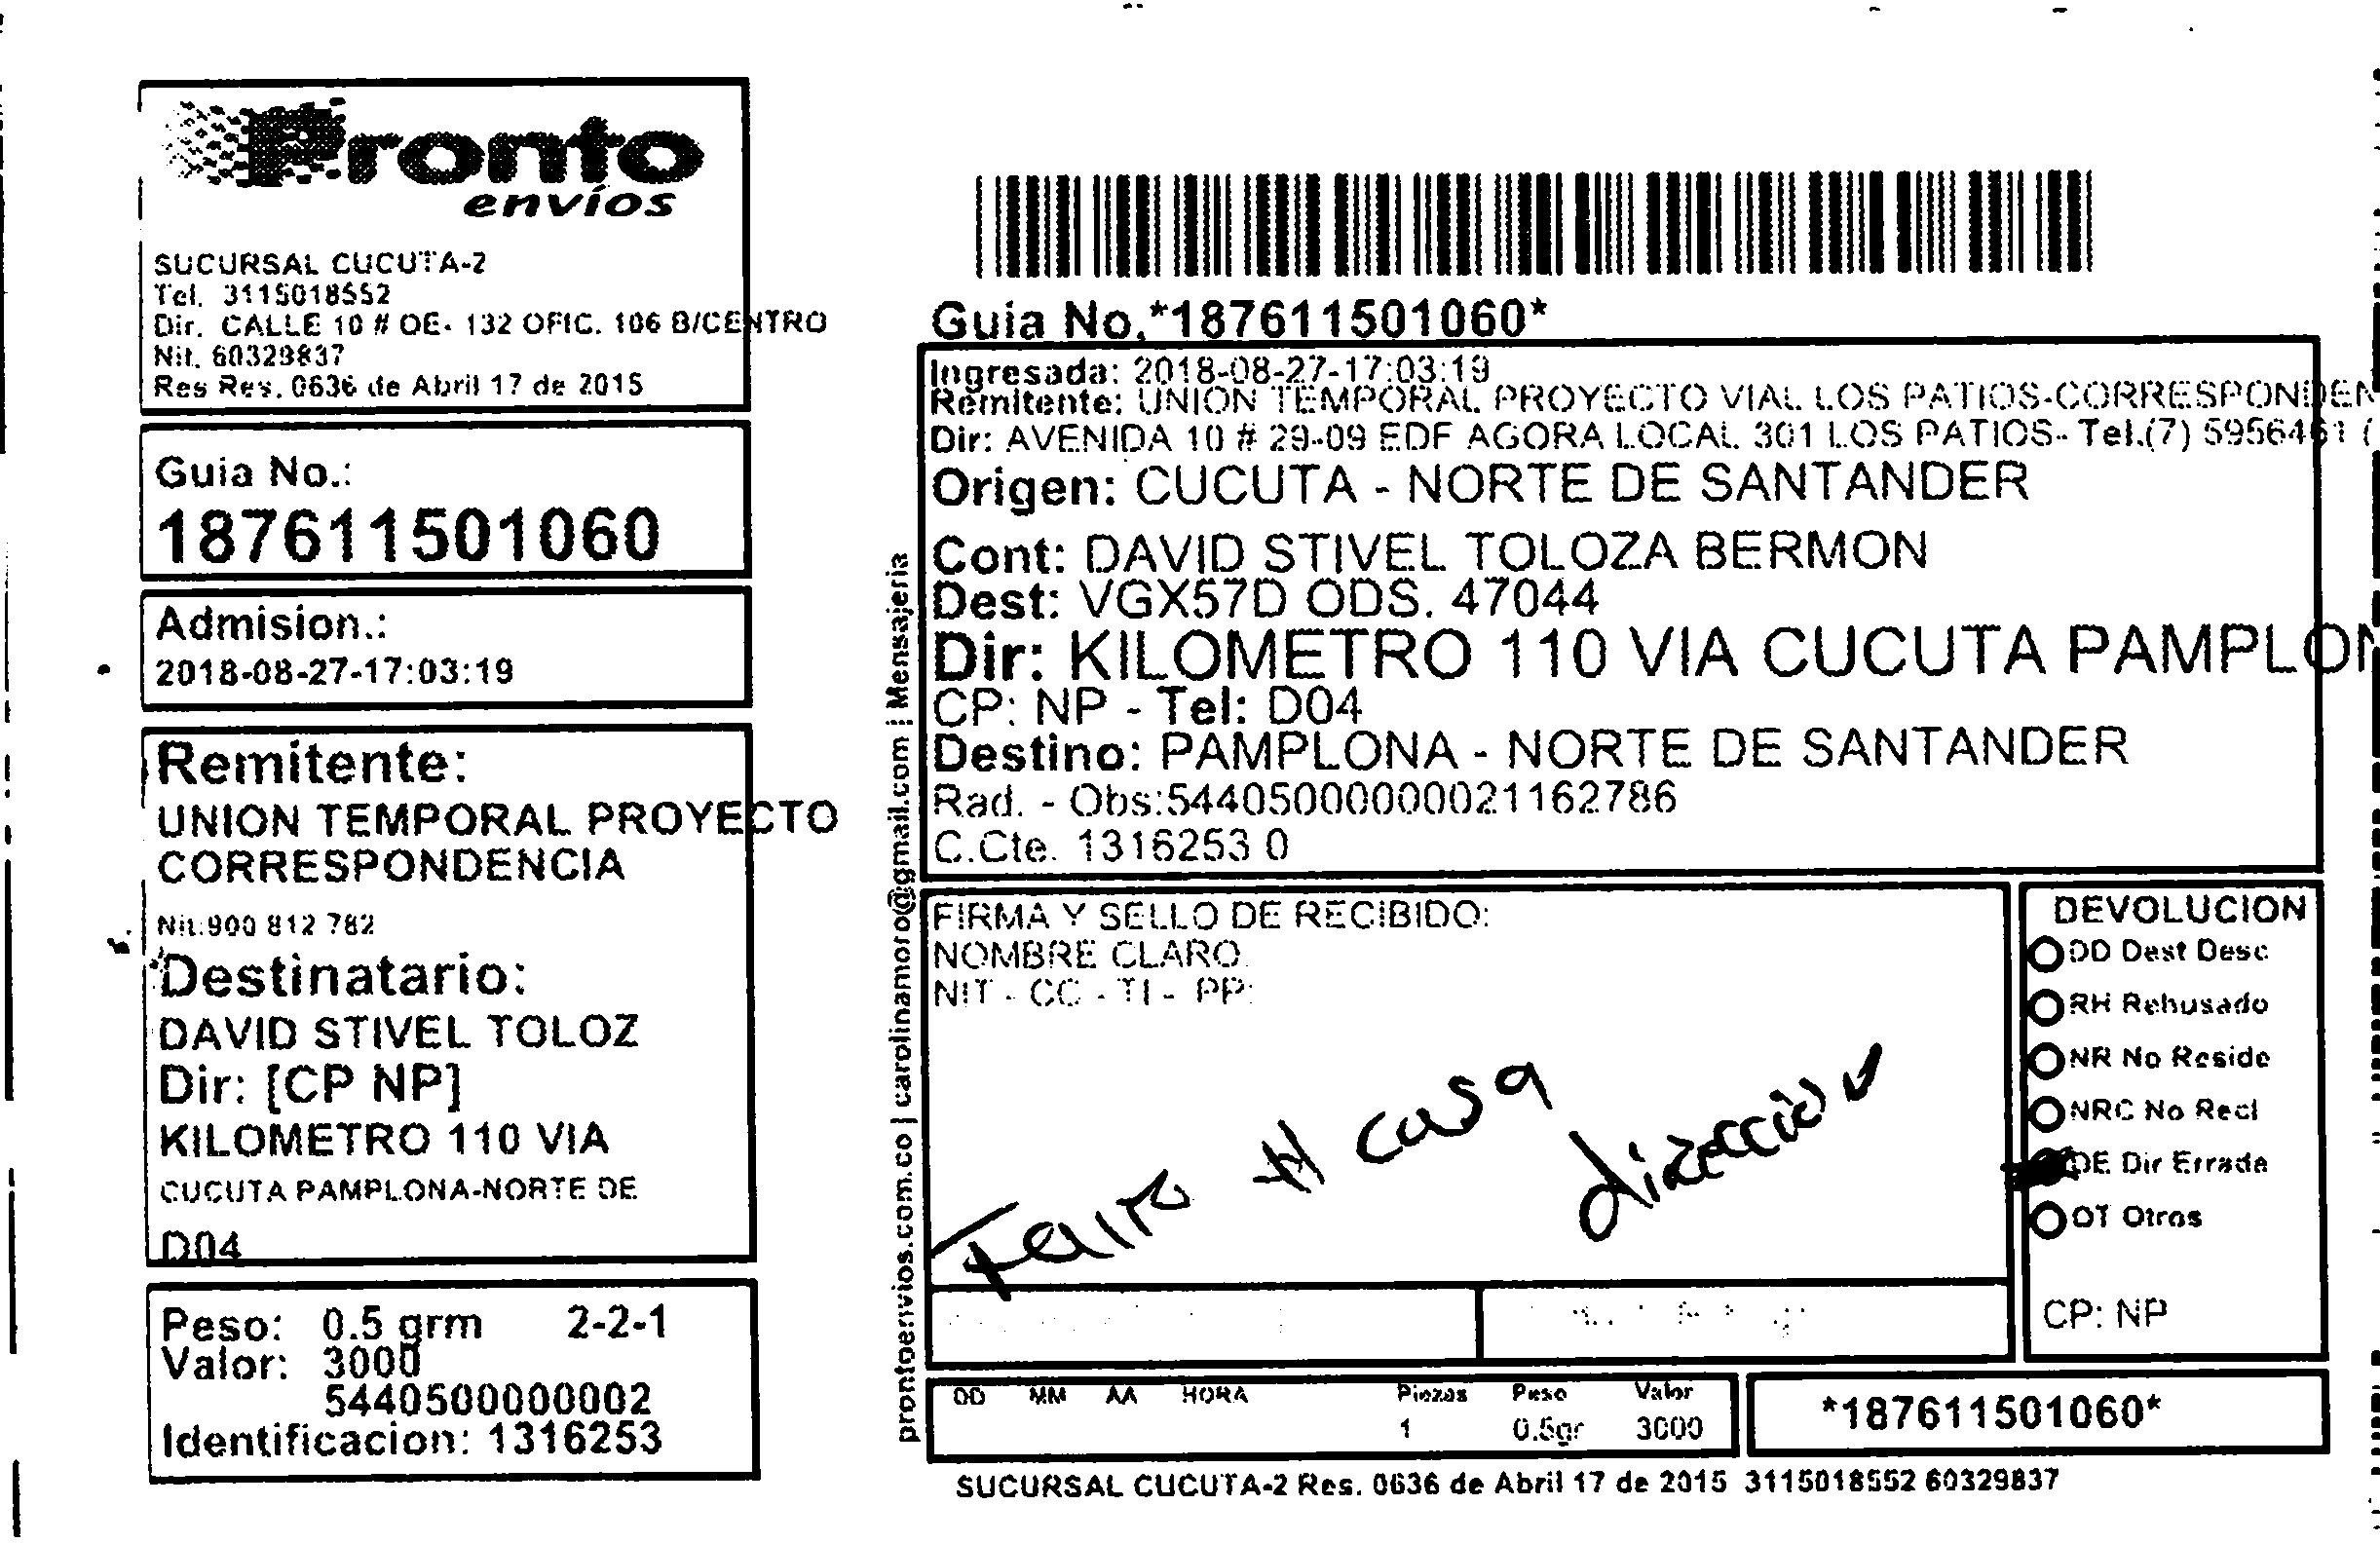 Pronto
envíos
SUCURSAL CUCUTA-2
Tel. 3115018552
Dir. CALLE 10 # OE- 132 OFIC. 106 B/CENTRO
Nit. 60329837
Res Res. 0636 de Abril 17 de 2015
Guia No.:
187611501060
Admision.:
2018-08-27-17:03:19
Remitente:
UNION TEMPORAL PROYECTO
CORRESPONDENCIA
Nit:900 812 782
Destinatario:
DAVID STIVEL TOLOZ
Dir: [CP NP]
KILOMETRO 110 VIA
CUCUTA PAMPLONA-NORTE DE
D04
Peso: 0.5 grm 2-2-1
Valor: 3000
5440500000002
Identificacion: 1316253
prontoenvios.com.co | carolinamoro@gmail.com | Mensajeria
Guia No.*187611501060*
Ingresada: 2018-08-27-17:03:19
Remitente: UNION TEMPORAL PROYECTO VIAL LOS PATIOS-CORRESPONDEN
Dir: AVENIDA 10 # 29-09 EDF AGORA LOCAL 301 LOS PATIOS- Tel.(7) 5956461 (
Origen: CUCUTA - NORTE DE SANTANDER
Cont: DAVID STIVEL TOLOZA BERMON
Dest: VGX57D ODS. 47044
Dir: KILOMETRO 110 VIA CUCUTA PAMPLON
CP: NP - Tel: D04
Destino: PAMPLONA - NORTE DE SANTANDER
Rad. - Obs:544050000000021162786
C.Cte. 1316253 0
FIRMA Y SELLO DE RECIBIDO:
NOMBRE CLARO
NIT - CC - TI - PP:
# casa
dirección
DEVOLUCION
DD Dest Desc
RH Rehusado
NR No Reside
NRC No Recl
DE Dir Errada
OT Otros
CP: NP
DD MM AA HORA Piezas Peso Valor
1 0.5gr 3000
*187611501060*
SUCURSAL CUCUTA-2 Res. 0636 de Abril 17 de 2015 3115018552 60329837